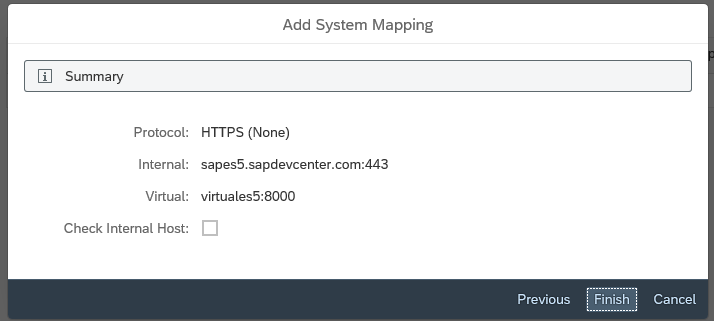 Add System Mapping
i Summary
Protocol: HTTPS (None)
Internal: sapes5.sapdevcenter.com:443
Virtual: virtuales5:8000
Check Internal Host:
Previous Finish Cancel